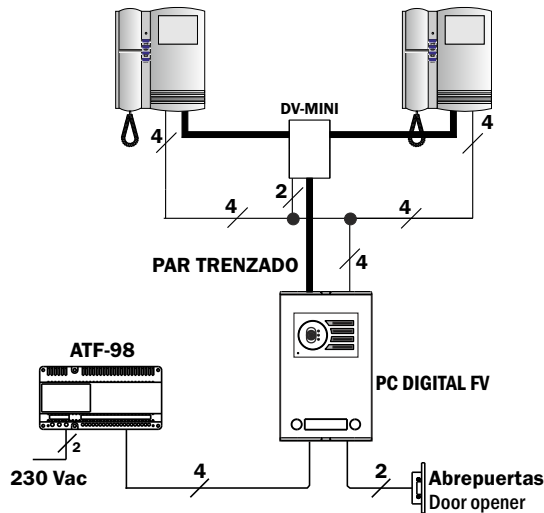 DV-MINI
4
4
2
4
4
PAR TRENZADO
4
ATF-98
PC DIGITAL FV
2
230 Vac
4
2
Abrepuertas
Door opener